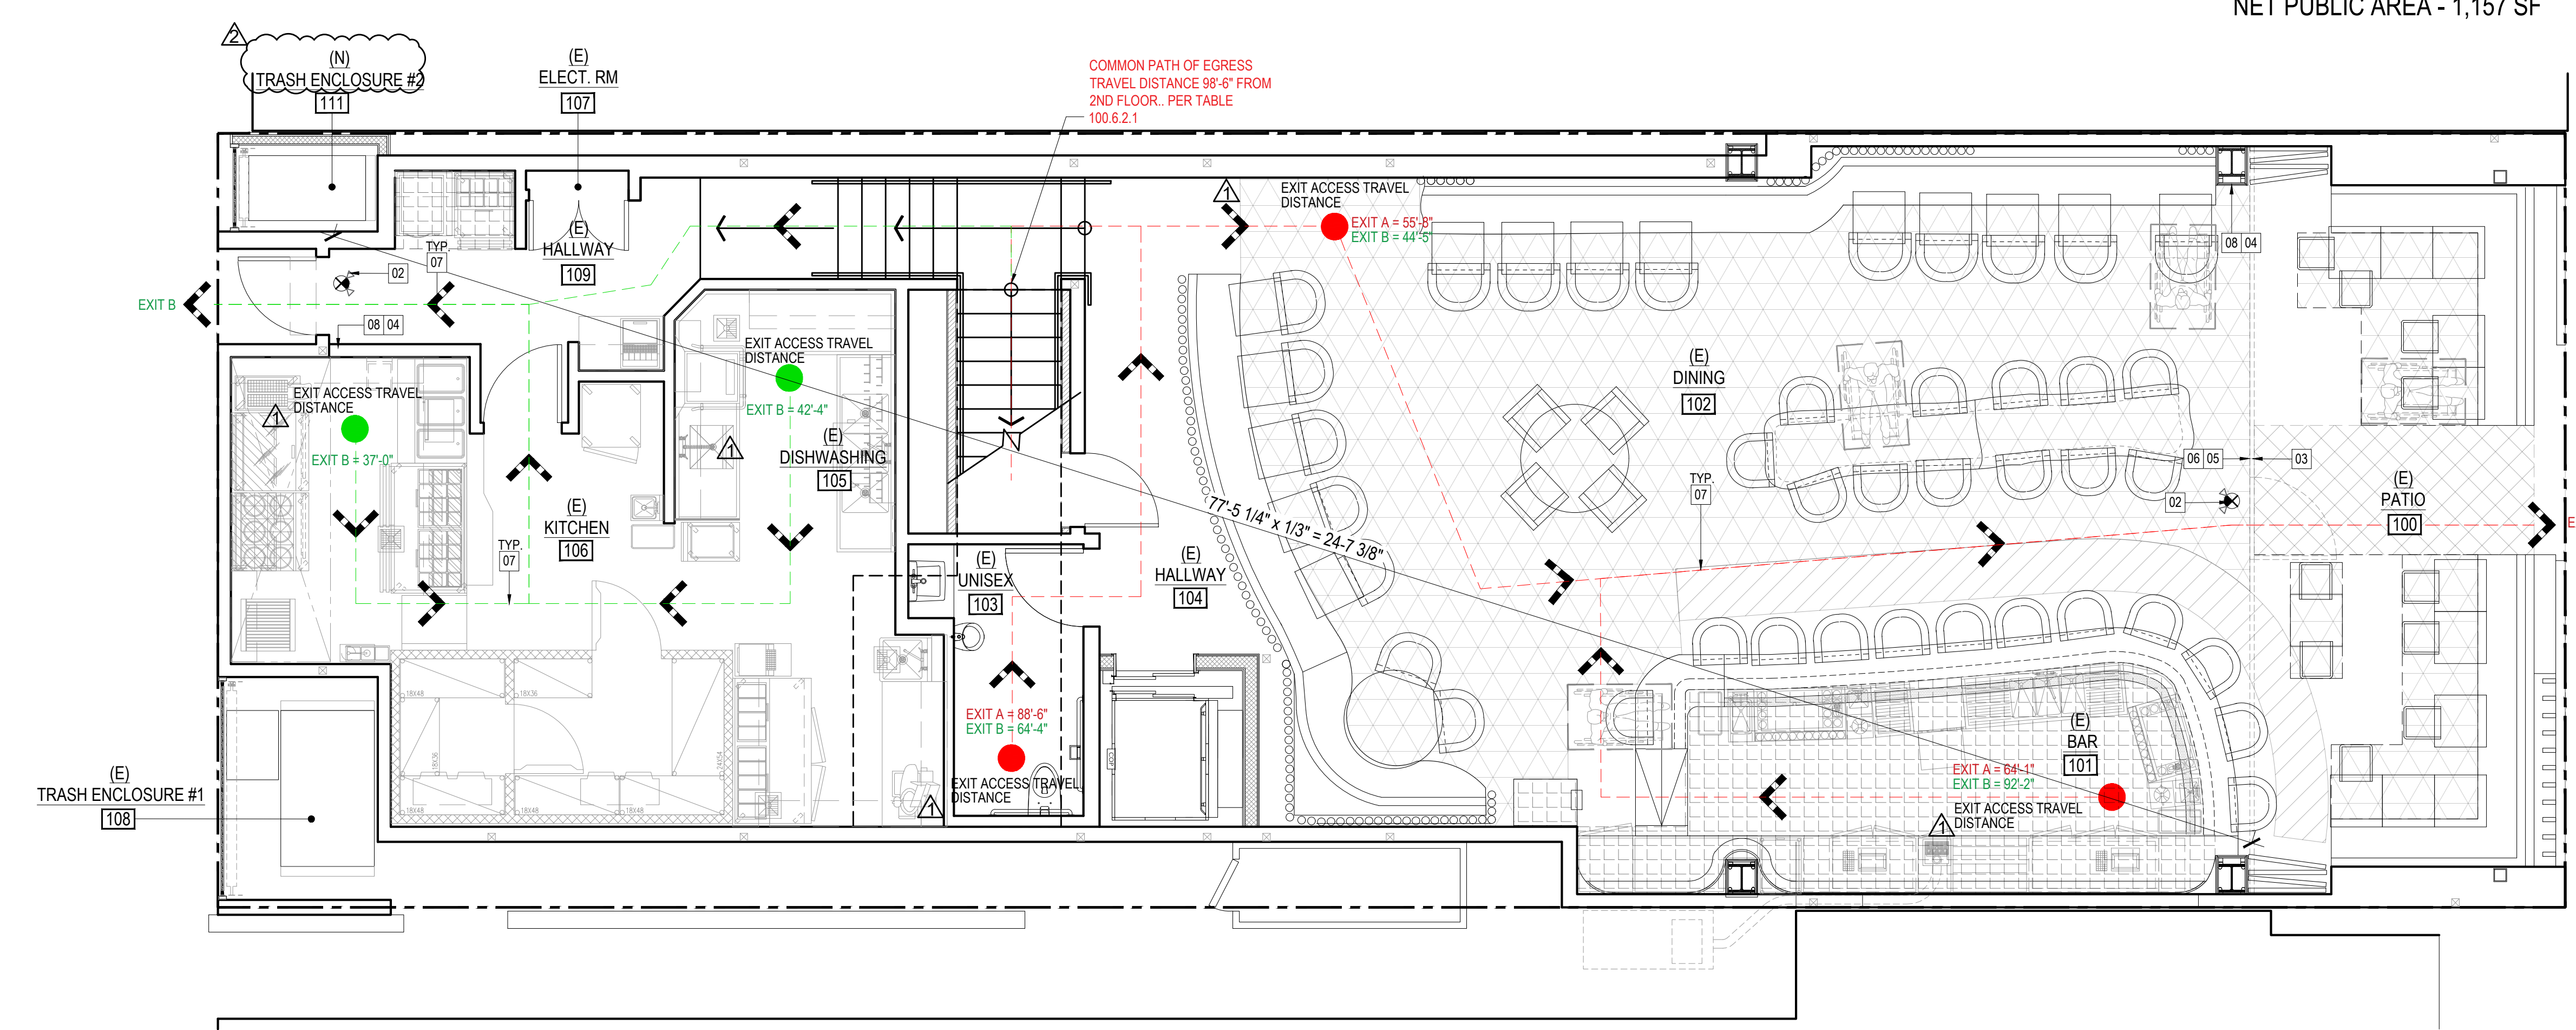 NET PUBLIC AREA - 1,157 SF
2
(N)
TRASH ENCLOSURE #2
111
(E)
ELECT. RM
107
COMMON PATH OF EGRESS
TRAVEL DISTANCE 98'-6" FROM
2ND FLOOR.. PER TABLE
100.6.2.1
1
EXIT ACCESS TRAVEL
DISTANCE
EXIT A = 55'-8"
EXIT B = 44'-5"
(E)
HALLWAY
109
TYP.
07
02
08 04
EXIT B
08 04
EXIT ACCESS TRAVEL
DISTANCE
1
EXIT B = 37'-0"
EXIT ACCESS TRAVEL
DISTANCE
EXIT B = 42'-4"
1
(E)
DISHWASHING
105
(E)
DINING
102
06 05
03
02
(E)
PATIO
100
E
TYP.
07
(E)
KITCHEN
106
TYP.
07
77'-5 1/4" x 1/3" = 24-7 3/8"
(E)
UNISEX
103
(E)
HALLWAY
104
18X48
18X36
18X36
24X54
18X48
18X48
18X48
EXIT A = 88'-6"
EXIT B = 64'-4"
EXIT ACCESS TRAVEL
DISTANCE
1
COP
(E)
BAR
101
EXIT A = 64'-1"
EXIT B = 92'-2"
EXIT ACCESS TRAVEL
DISTANCE
1
(E)
TRASH ENCLOSURE #1
108